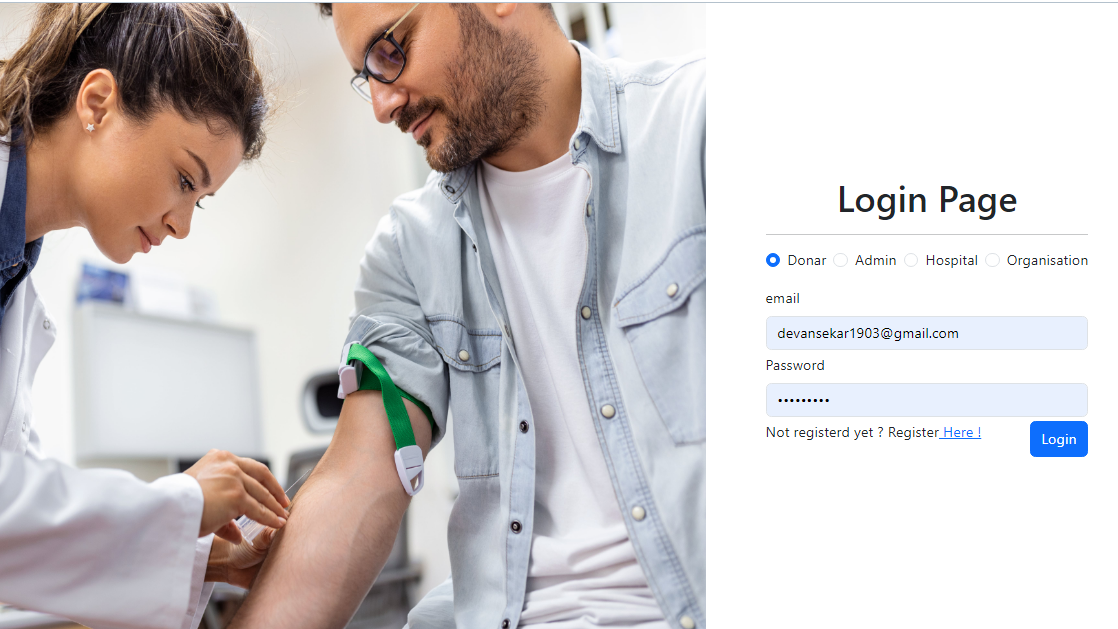 Login Page
Donar Admin Hospital Organisation
email
devansekar1903@gmail.com
Password
•••••••••
Not registerd yet ? Register Here !
Login